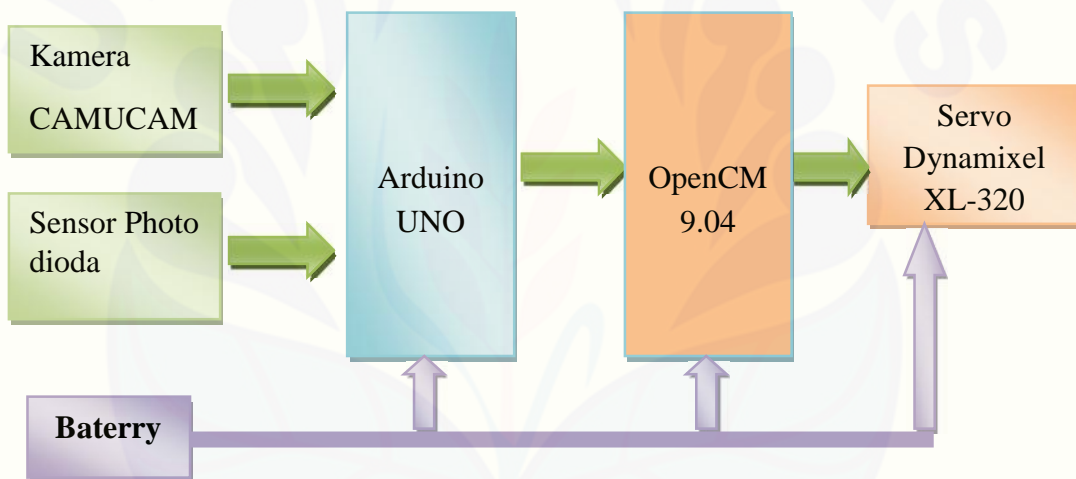 Kamera
CAMUCAM
Sensor Photo
dioda
Arduino
UNO
OpenCM
9.04
Servo
Dynamixel
XL-320
Baterry